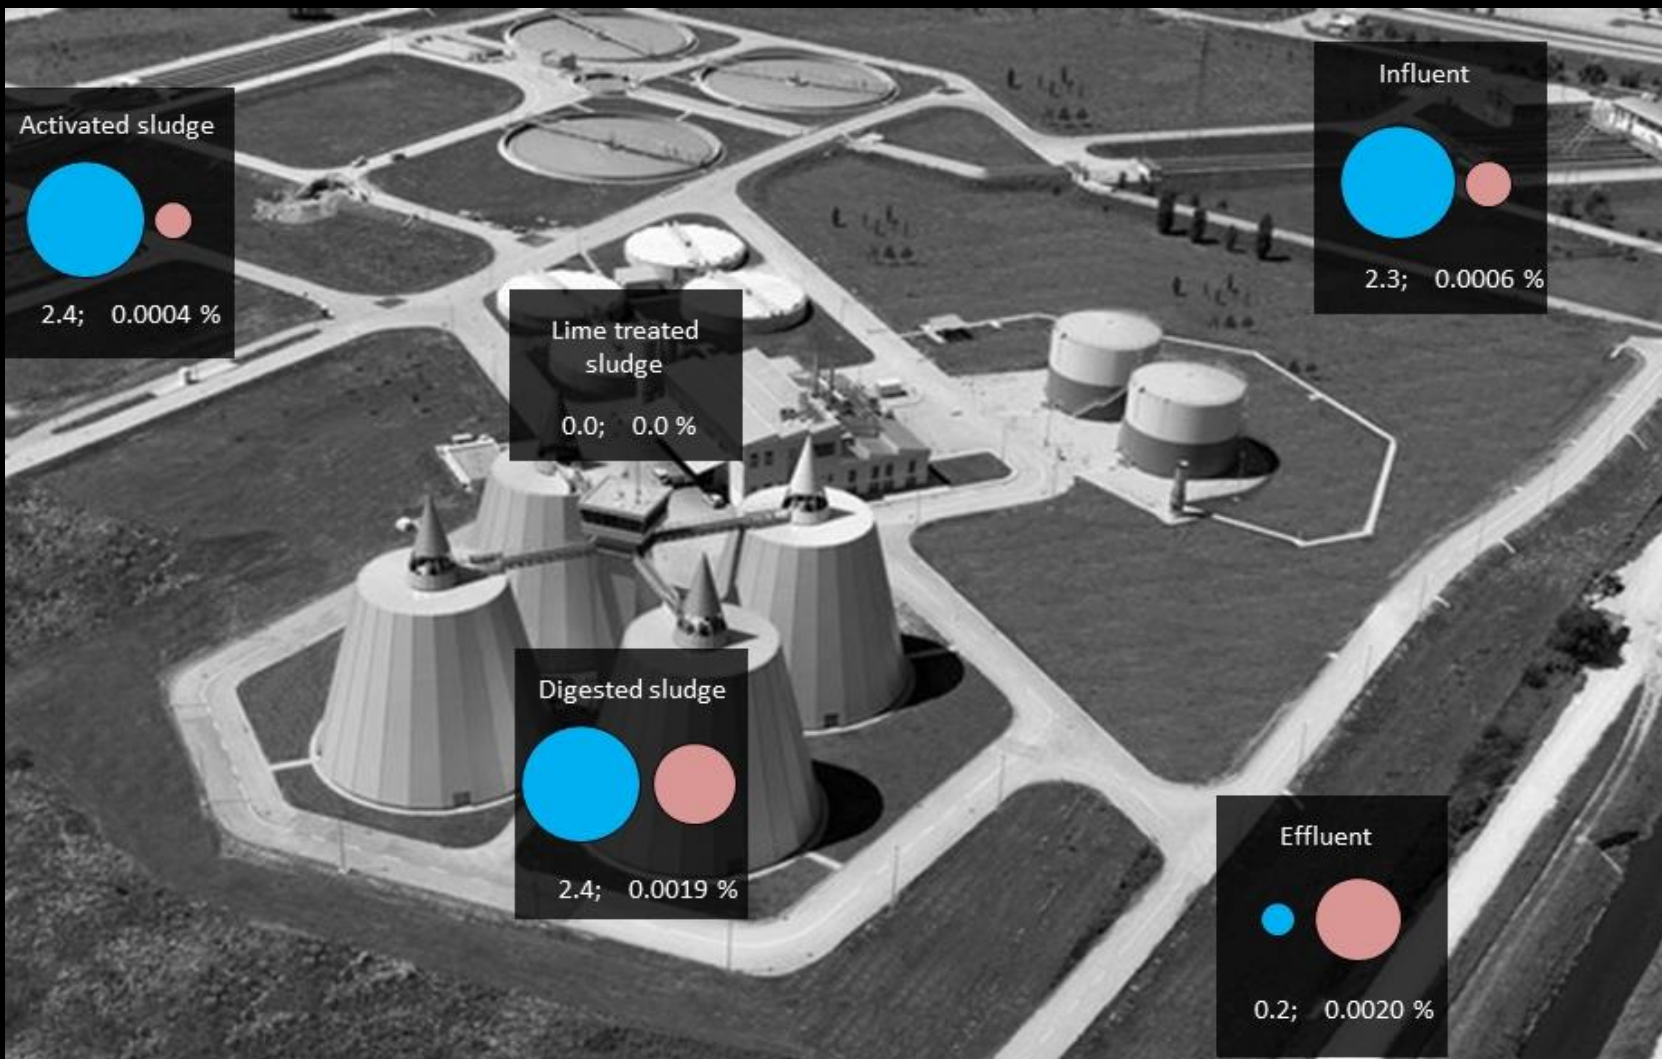 Activated sludge
2.4; 0.0004 %
Influent
2.3; 0.0006 %
Lime treated
sludge
0.0; 0.0 %
Digested sludge
2.4; 0.0019 %
Effluent
0.2; 0.0020 %